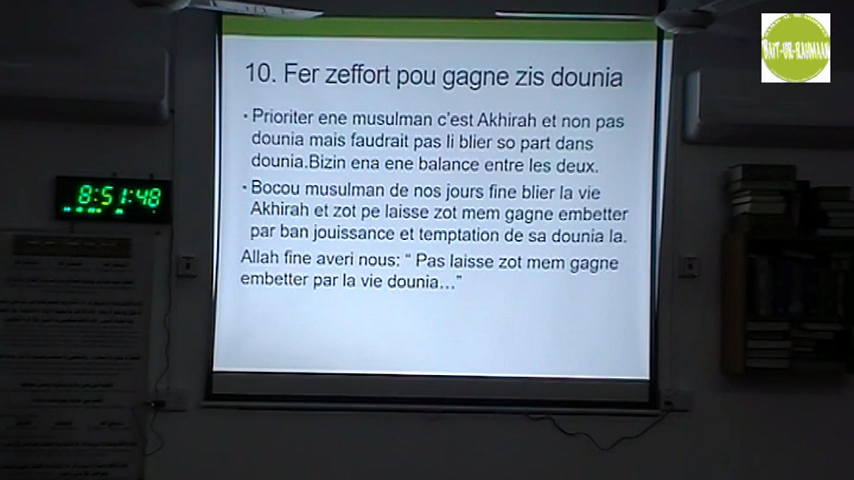 10. Fer zeffort pou gagne zis dounia
• Prioriter ene musulman c'est Akhirah et non pas
dounia mais faudrait pas li blier so part dans
dounia.Bizin ena ene balance entre les deux.
• Bocou musulman de nos jours fine blier la vie
Akhirah et zot pe laisse zot mem gagne embetter
par ban jouissance et temptation de sa dounia la.
Allah fine averi nous: “ Pas laisse zot mem gagne
embetter par la vie dounia…”
8:51:48
BAIT-UR-RAHMAAN